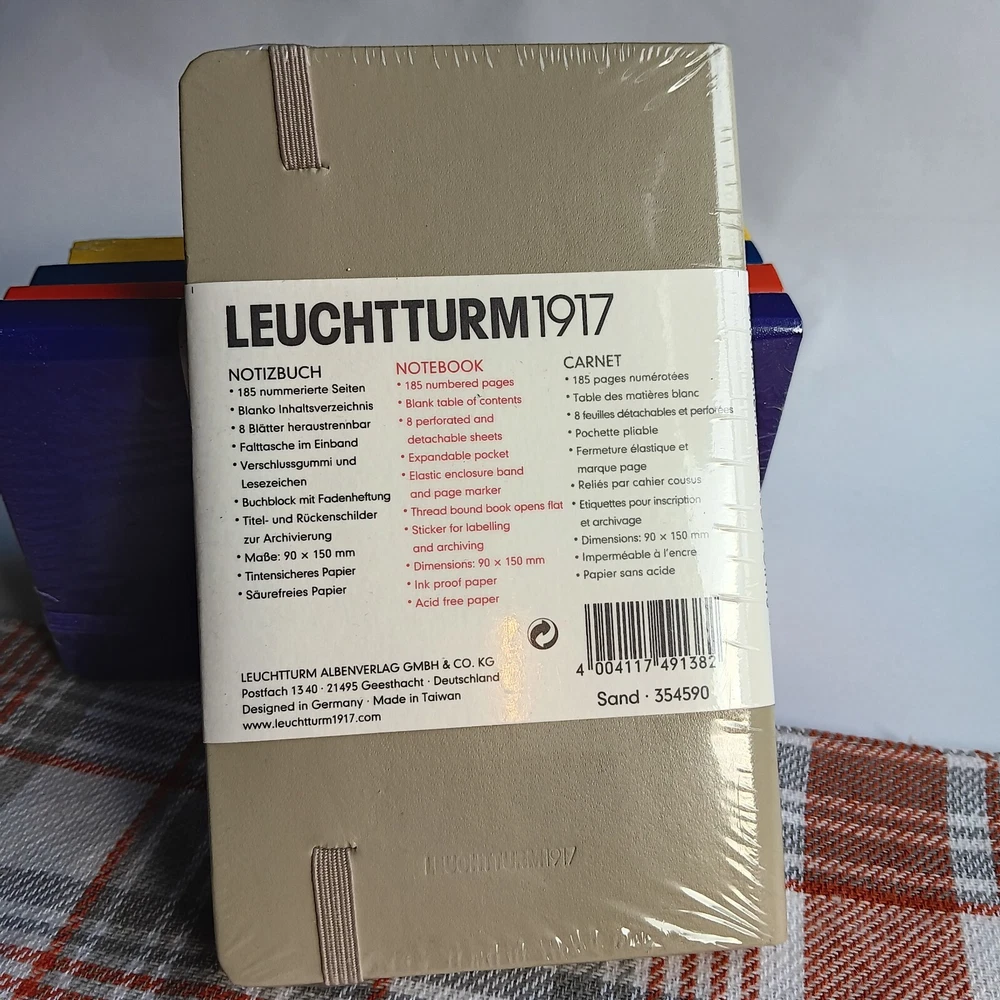 LEUCHTTURM1917
NOTIZBUCH
• 185 nummerierte Seiten
• Blanko Inhaltsverzeichnis
• 8 Blätter heraustrennbar
• Falttasche im Einband
• Verschlussgummi und
Lesezeichen
• Buchblock mit Fadenheftung
• Titel- und Rückenschilder
zur Archivierung
• Maße: 90 × 150 mm
• Tintensicheres Papier
• Säurefreies Papier
NOTEBOOK
• 185 numbered pages
• Blank table of contents
• 8 perforated and
detachable sheets
• Expandable pocket
• Elastic enclosure band
and page marker
• Thread bound book opens flat
• Sticker for labelling
and archiving
• Dimensions: 90 × 150 mm
• Ink proof paper
• Acid free paper
CARNET
• 185 pages numérotées
• Table des matières blanc
• 8 feuilles détachables et perforées
• Pochette pliable
• Fermeture élastique et
marque page
• Reliés par cahier cousus
• Etiquettes pour inscription
et archivage
• Dimensions: 90 × 150 mm
• Imperméable à l'encre
• Papier sans acide
LEUCHTTURM ALBENVERLAG GMBH & CO. KG
Postfach 1340 · 21495 Geesthacht · Deutschland
Designed in Germany · Made in Taiwan
www.leuchtturm1917.com
4 004117 491382
Sand · 354590
LEUCHTTURM1917